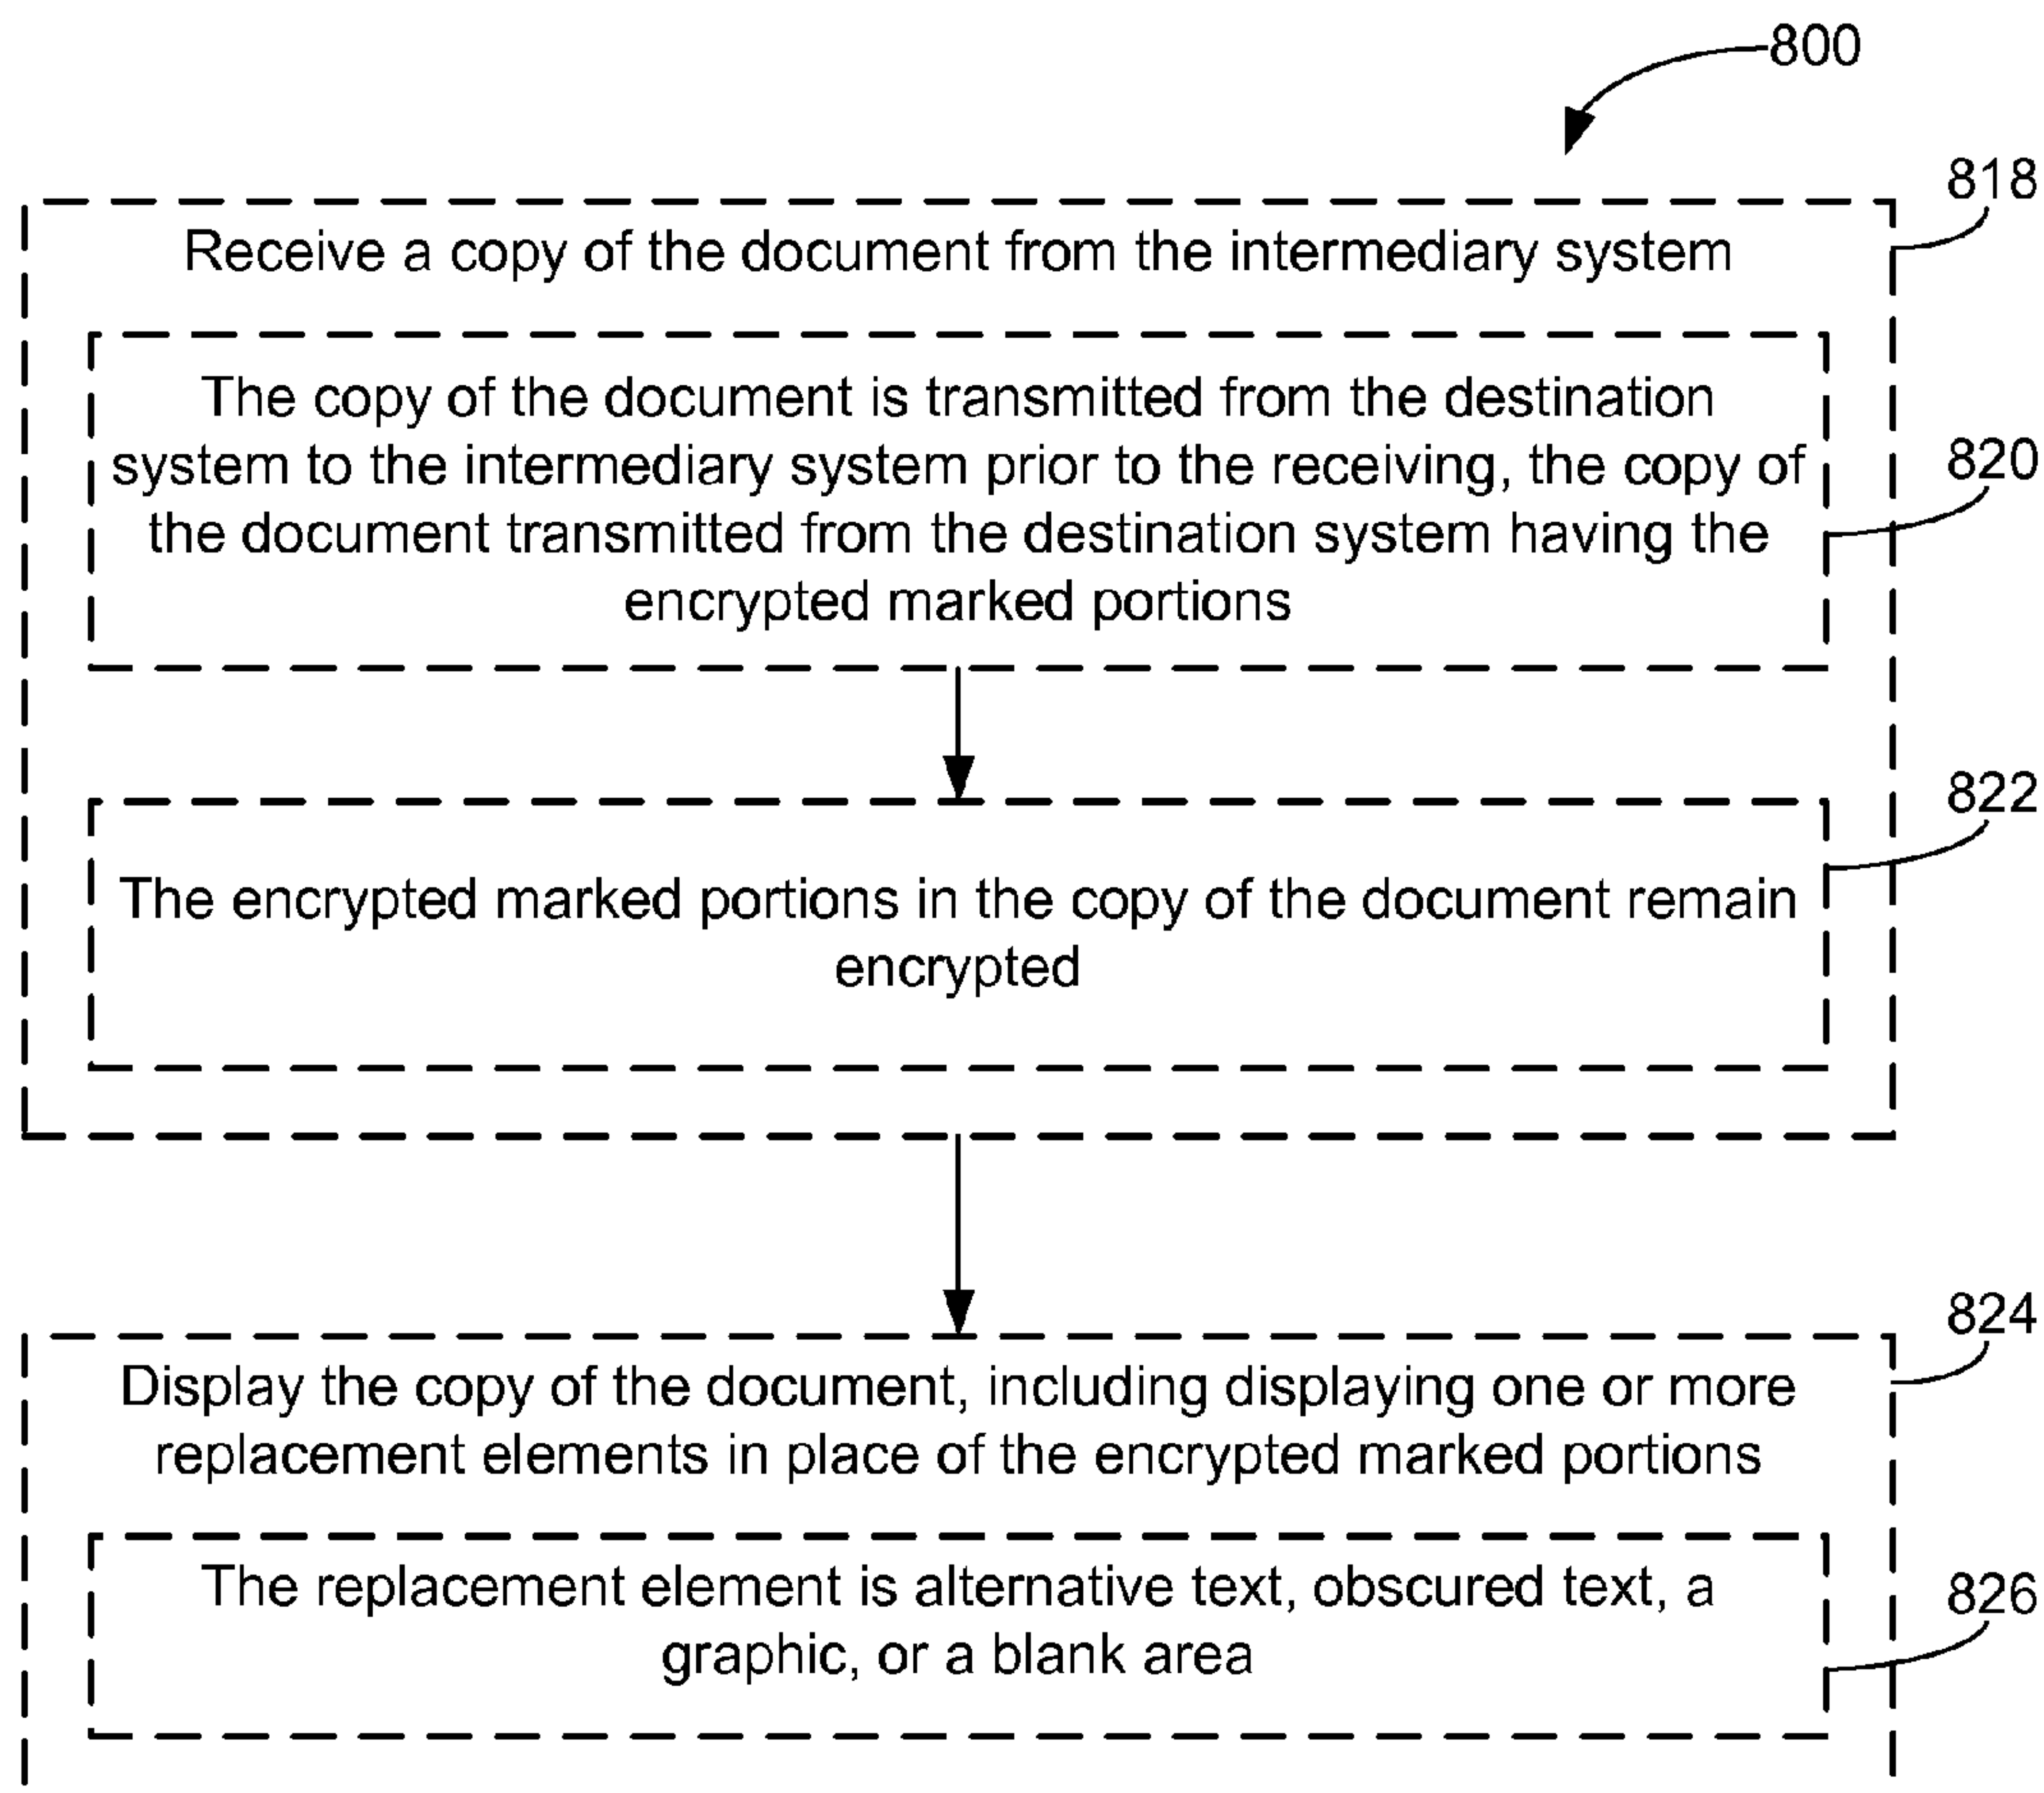 800
818
Receive a copy of the document from the intermediary system
The copy of the document is transmitted from the destination
system to the intermediary system prior to the receiving, the copy of
820
the document transmitted from the destination system having the
encrypted marked portions
822
The encrypted marked portions in the copy of the document remain
encrypted
824
Display the copy of the document, including displaying one or more
replacement elements in place of the encrypted marked portions
The replacement element is alternative text, obscured text, a
826
graphic, or a blank area